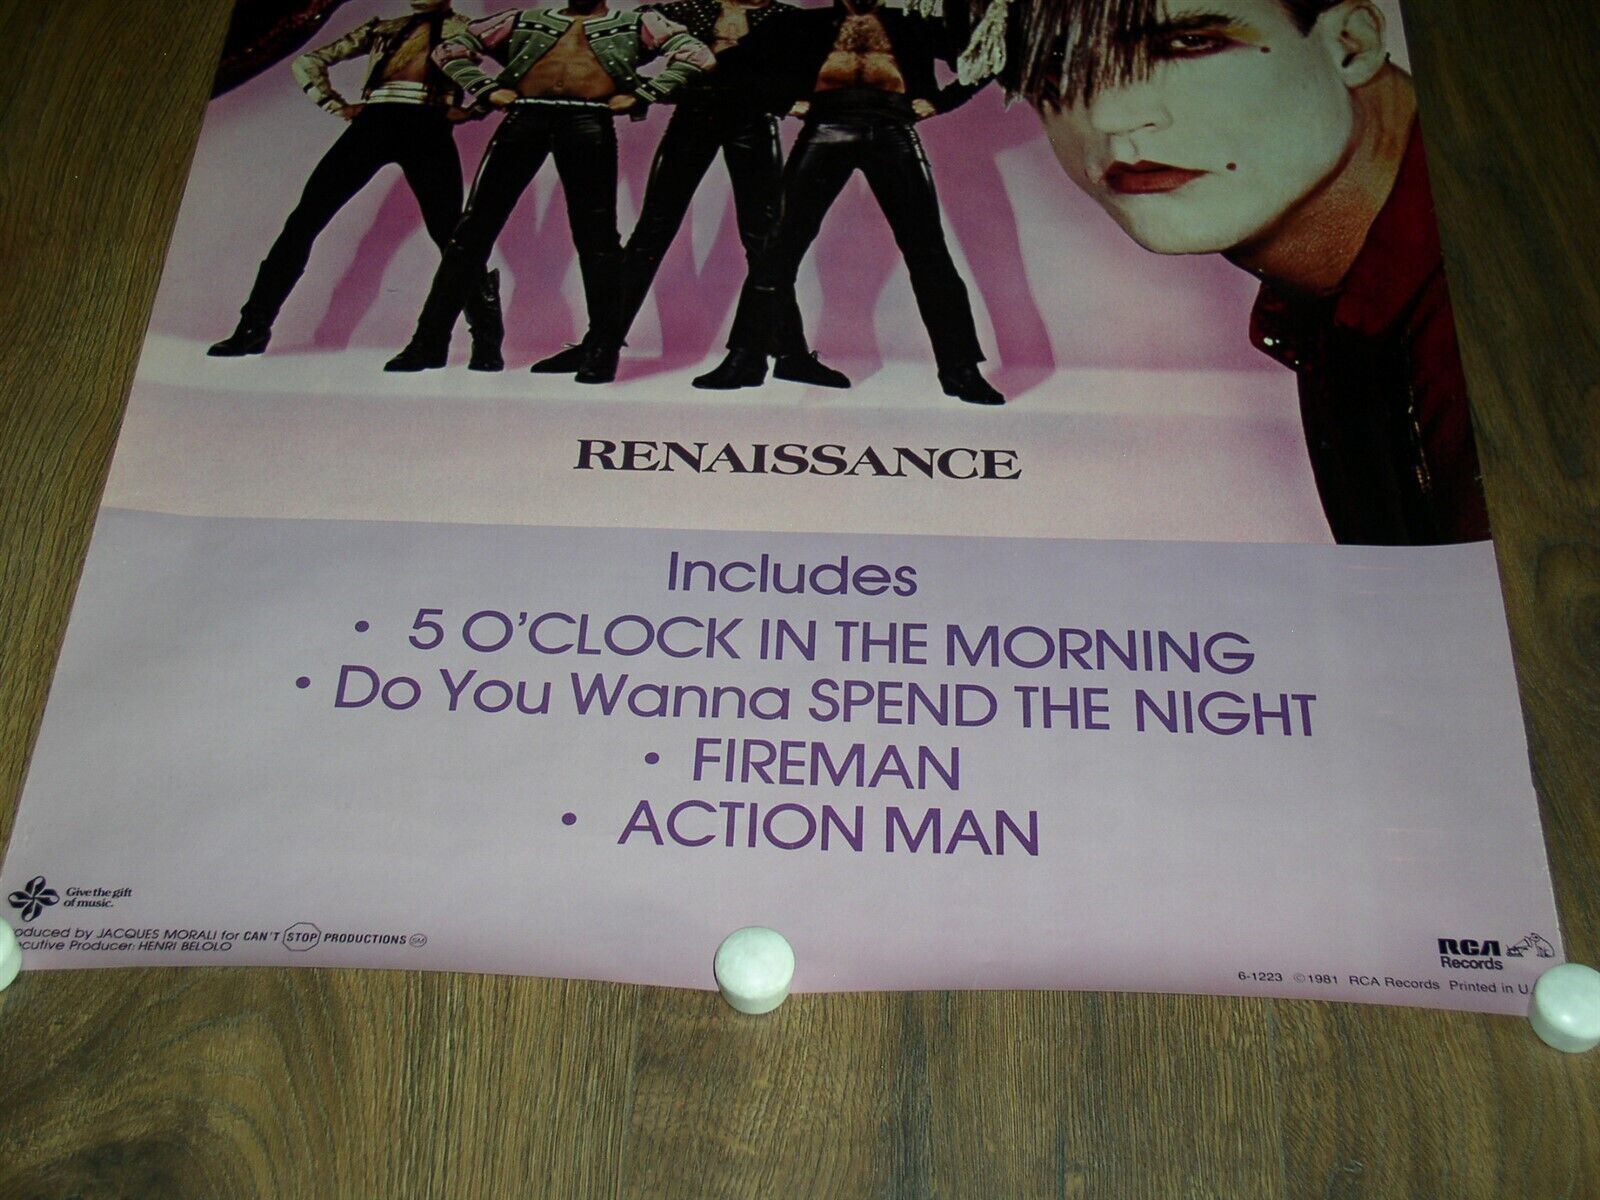 RENAISSANCE
Includes
• 5 O'CLOCK IN THE MORNING
• Do You Wanna SPEND THE NIGHT
• FIREMAN
• ACTION MAN
Give the gift
of music.
oduced by JACQUES MORALI for CAN'T STOP PRODUCTIONS SM
ecutive Producer: HENRI BELOLO
RCA
Records
6-1223 ©1981 RCA Records Printed in U.